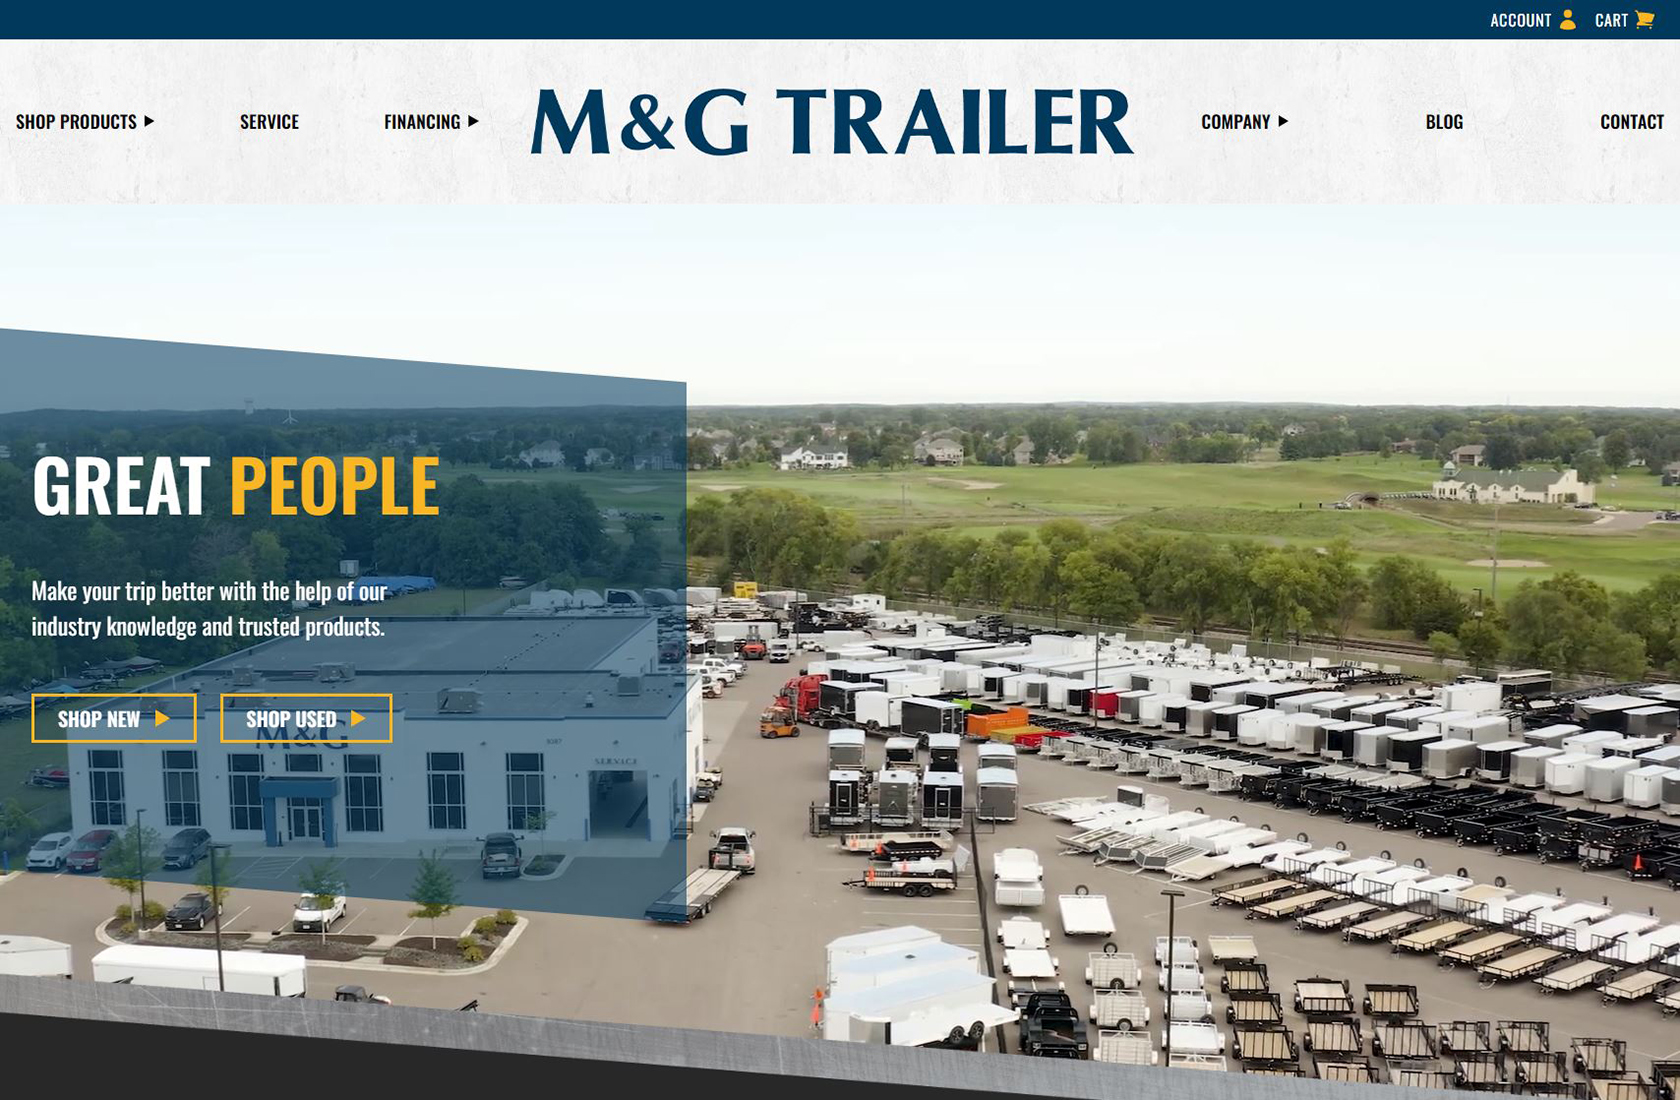 ACCOUNT CART
SHOP PRODUCTS SERVICE FINANCING M&G TRAILER COMPANY BLOG CONTACT
GREAT PEOPLE
Make your trip better with the help of our
industry knowledge and trusted products.
SHOP NEW SHOP USED
M&G
SERVICE